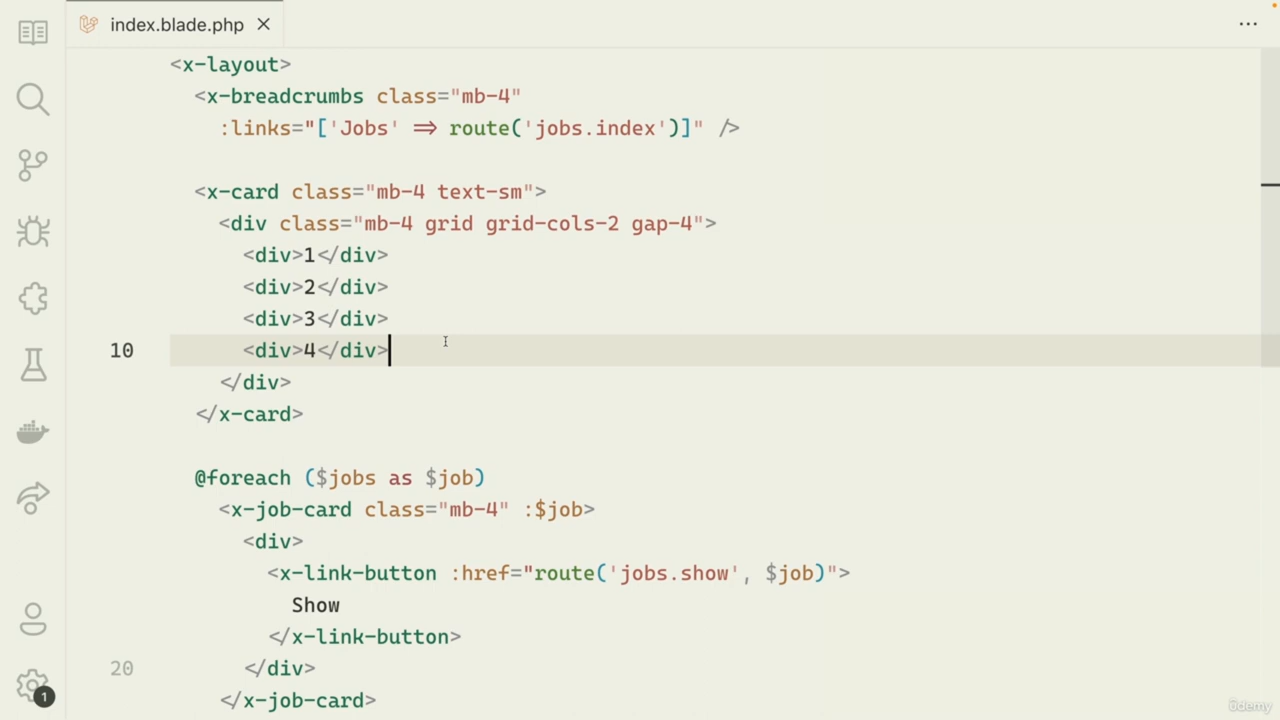 index.blade.php
<x-layout>
<x-breadcrumbs class="mb-4"
:links="['Jobs' => route('jobs.index')]" />
<x-card class="mb-4 text-sm">
<div class="mb-4 grid grid-cols-2 gap-4">
<div>1</div>
<div>2</div>
<div>3</div>
10 <div>4</div>
</div>
</x-card>
@foreach ($jobs as $job)
<x-job-card class="mb-4" :$job>
<div>
<x-link-button :href="route('jobs.show', $job)">
Show
</x-link-button>
20 </div>
</x-job-card>
1
ûdemy